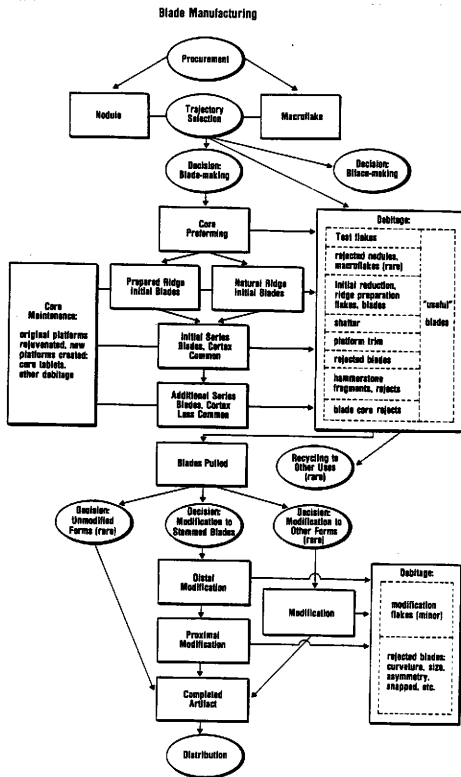 Blade Manufacturing
Procurement
Nodule
Trajectory
Selection
Macroflake
Decision:
Blade-making
Decision:
Biface-making
Core
Preforming
Debitage:
Test flakes
rejected nodules,
macroflakes (rare)
initial reduction,
ridge preparation
flakes, blades
shatter
platform trim
rejected blades
hammerstone
fragments, rejects
blade core rejects
"useful"
blades
Prepared Ridge
Initial Blades
Natural Ridge
Initial Blades
Core
Maintenance:
original platforms
rejuvenated, new
platforms created:
core tablets,
other debitage
Initial Series
Blades, Cortex
Common
Additional Series
Blades, Cortex
Less Common
Blades Pulled
Recycling to
Other Uses
(rare)
Decision:
Unmodified
Forms (rare)
Decision:
Modification to
Stemmed Blades
Decision:
Modification to
Other Forms
(rare)
Distal
Modification
Modification
Debitage:
modification
flakes (minor)
rejected blades:
curveture, size,
asymmetry,
snapped, etc.
Proximal
Modification
Completed
Artifact
Distribution